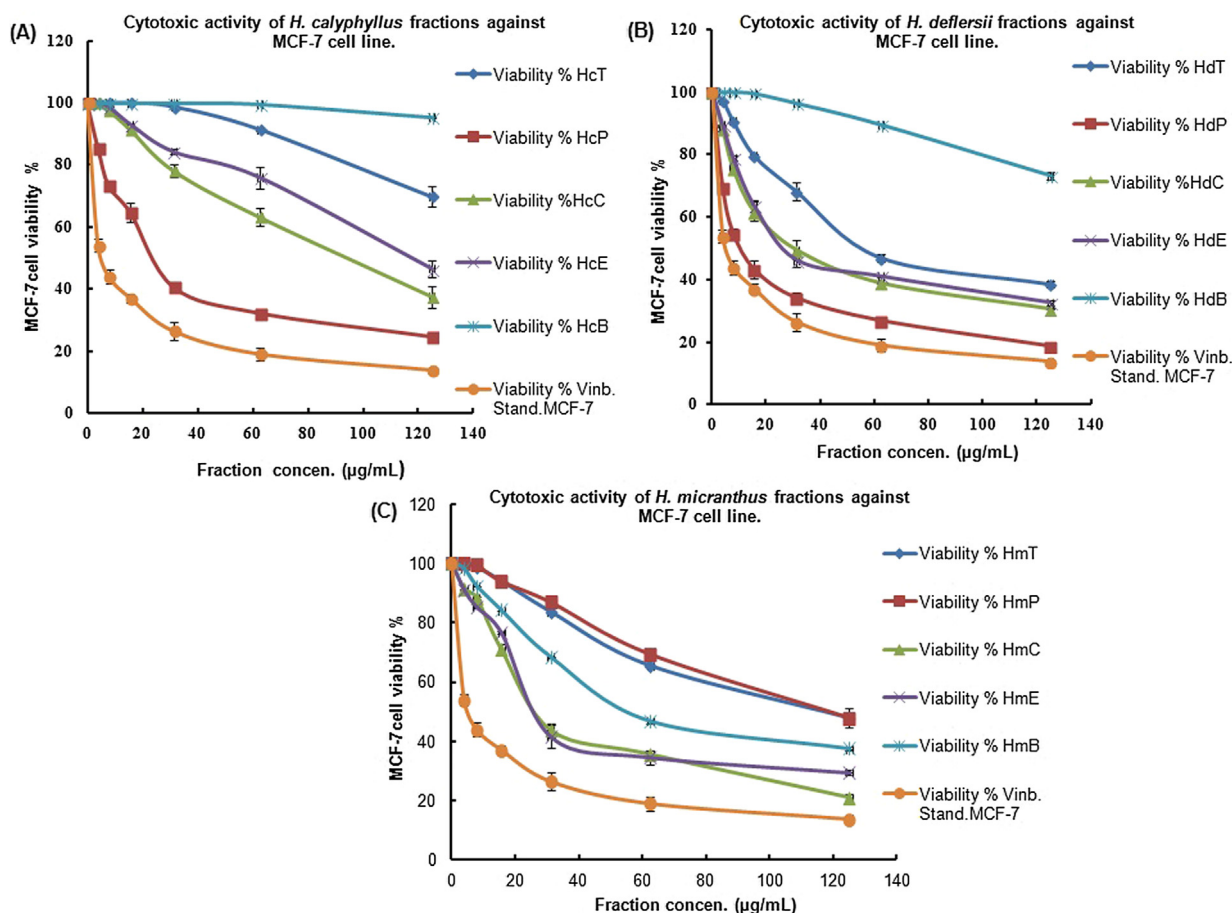 (A)
Cytotoxic activity of H. calyphyllus fractions against
MCF-7 cell line.
120
100
80
60
40
20
0
MCF-7cell viability %
0 20 40 60 80 100 120 140
Fraction concen. (µg/mL)
Viability % HcT
Viability % HcP
Viability %HcC
Viability % HcE
Viability % HcB
Viability % Vinb.
Stand.MCF-7
(B)
Cytotoxic activity of H. deflersii fractions against
MCF-7 cell line.
120
100
80
60
40
20
0
MCF-7cell viability %
0 20 40 60 80 100 120 140
Fraction concen. (µg/mL)
Viability % HdT
Viability % HdP
Viability %HdC
Viability % HdE
Viability % HdB
Viability % Vinb.
Stand. MCF-7
(C)
Cytotoxic activity of H. micranthus fractions against
MCF-7 cell line.
120
100
80
60
40
20
0
MCF-7cell viability %
0 20 40 60 80 100 120 140
Fraction concen. (µg/mL)
Viability % HmT
Viability % HmP
Viability % HmC
Viability % HmE
Viability % HmB
Viability % Vinb.
Stand.MCF-7